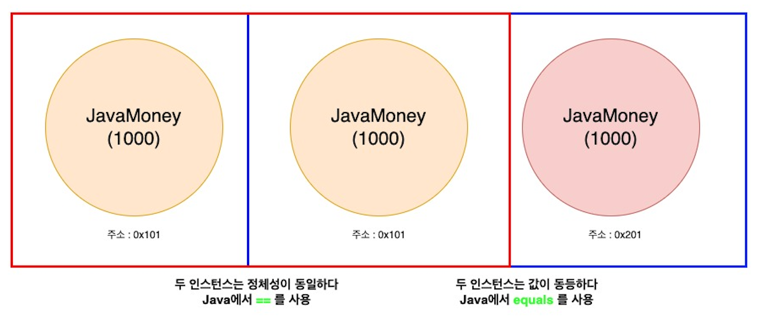 JavaMoney
(1000)
주소 : 0x101
JavaMoney
(1000)
주소 : 0x101
JavaMoney
(1000)
주소 : 0x201
두 인스턴스는 정체성이 동일하다
Java에서 == 를 사용
두 인스턴스는 값이 동등하다
Java에서 equals 를 사용